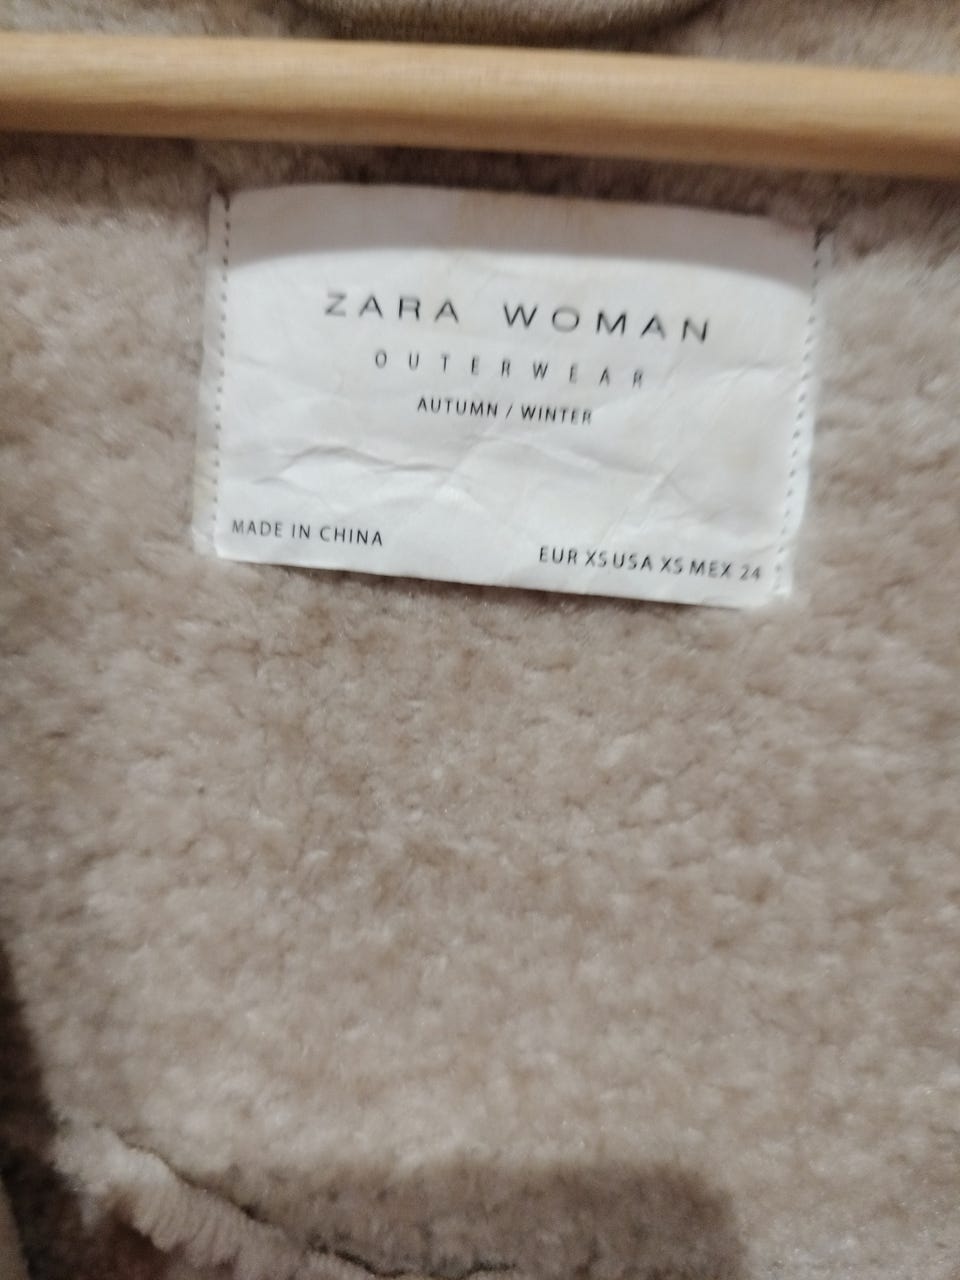 ZARA WOMAN
OUTERWEAR
AUTUMN / WINTER
MADE IN CHINA
EUR XS USA XS MEX 24